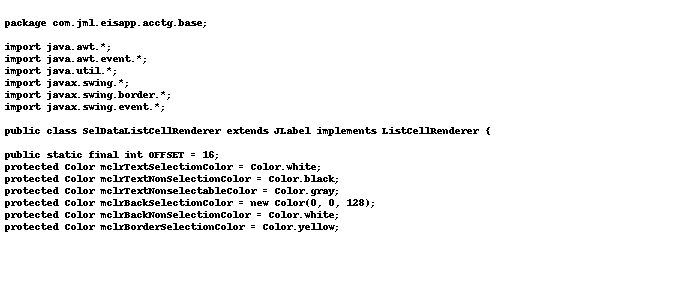 package com.jml.eisapp.acctg.base;
import java.awt.*;
import java.awt.event.*;
import java.util.*;
import javax.swing.*;
import javax.swing.border.*;
import javax.swing.event.*;
public class SelDataListCellRenderer extends JLabel implements ListCellRenderer {
public static final int OFFSET = 16;
protected Color mclrTextSelectionColor = Color.white;
protected Color mclrTextNonSelectionColor = Color.black;
protected Color mclrTextNonselectableColor = Color.gray;
protected Color mclrBackSelectionColor = new Color(0, 0, 128);
protected Color mclrBackNonSelectionColor = Color.white;
protected Color mclrBorderSelectionColor = Color.yellow;